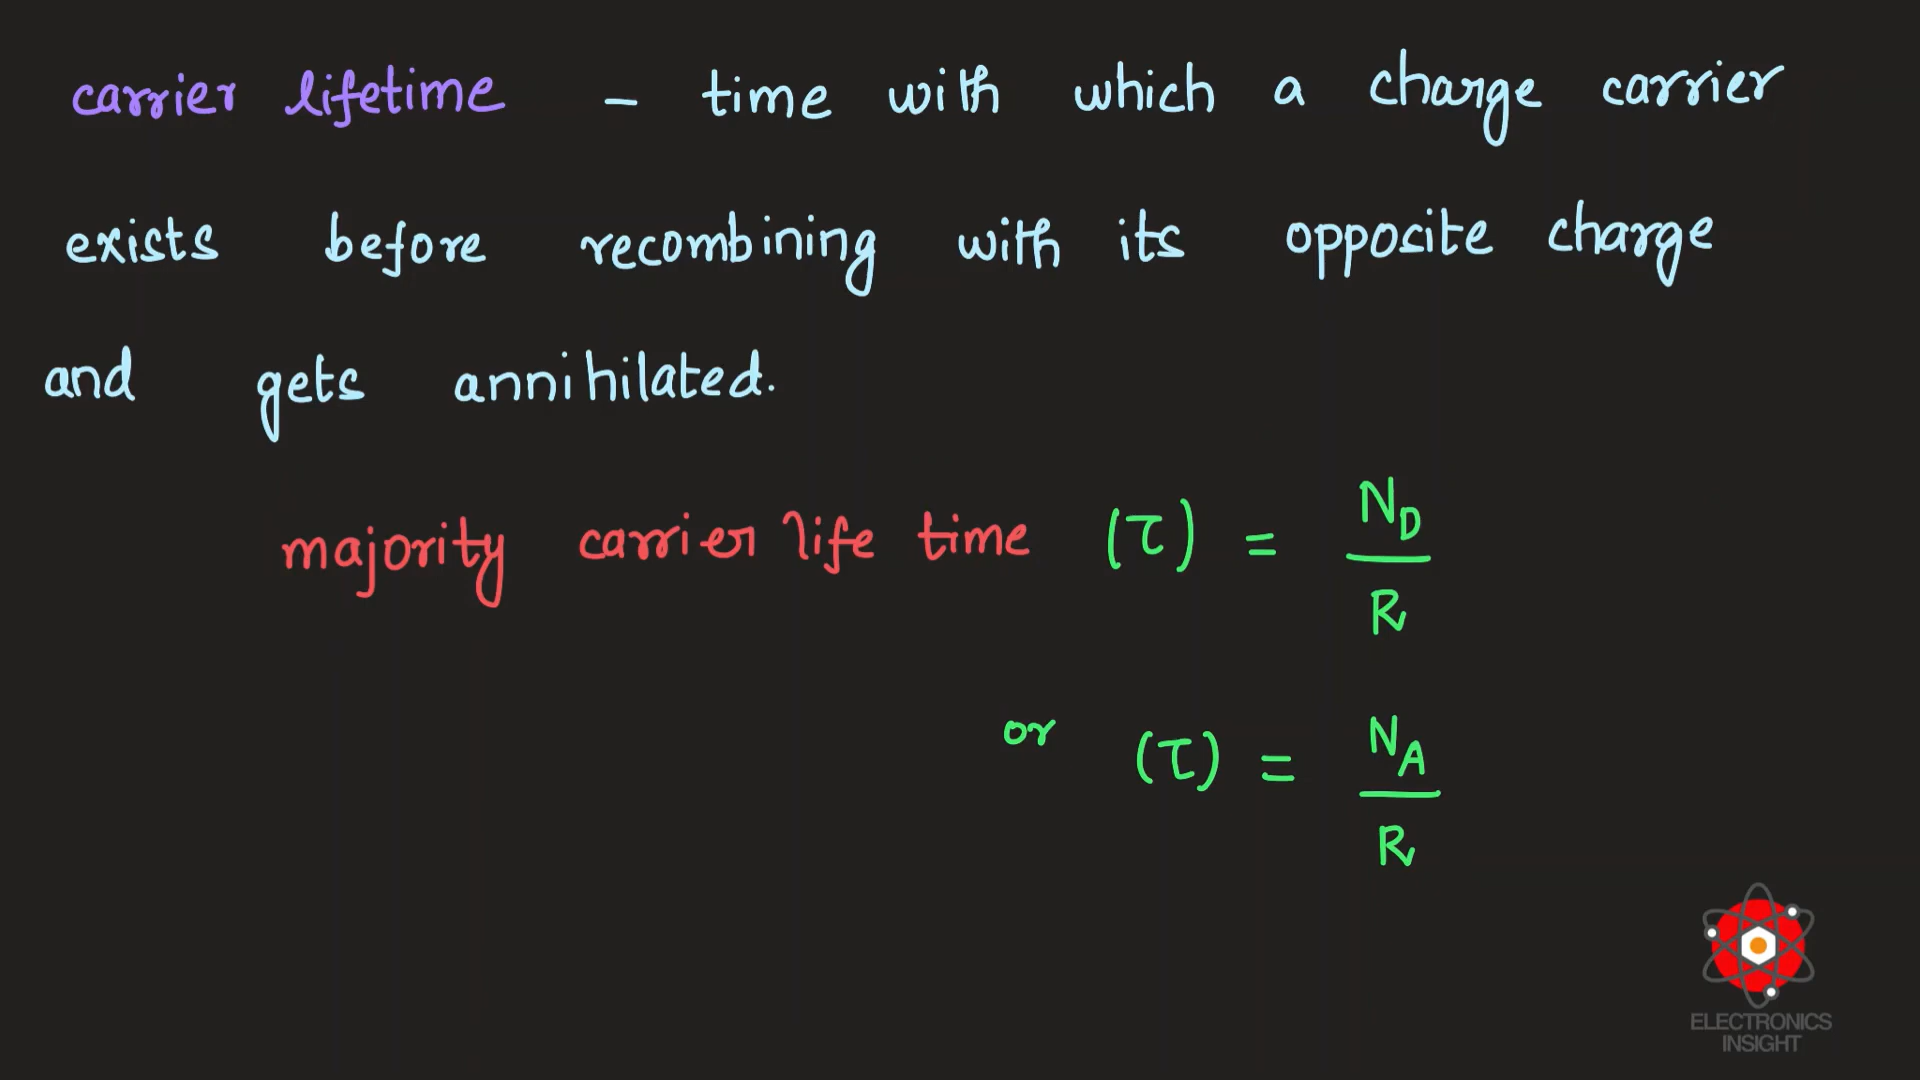 carrier lifetime - time with which a charge carrier
exists before recombining with its opposite charge
and gets annihilated.
majority carrier life time (τ) = N_D / R
or (τ) = N_A / R
ELECTRONICS
INSIGHT